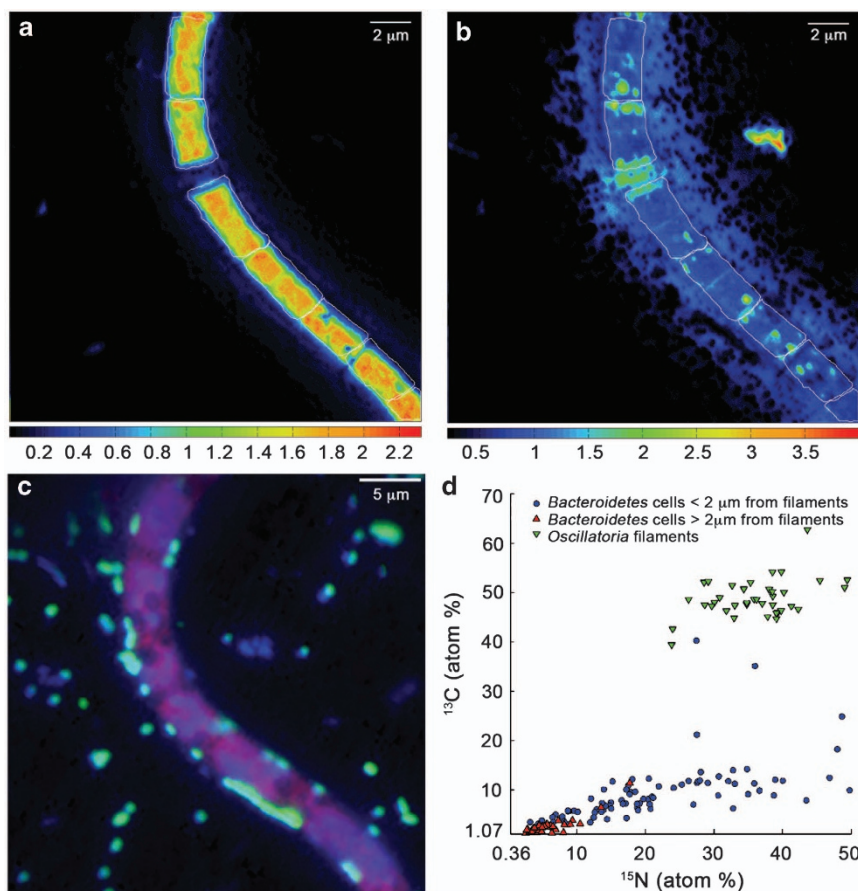 a
2 μm
b
2 μm
0.2 0.4 0.6 0.8 1 1.2 1.4 1.6 1.8 2 2.2
0.5 1 1.5 2 2.5 3 3.5
c
5 μm
d
70
60
50
40
30
20
10
1.07
¹³C (atom %)
Bacteroidetes cells < 2 μm from filaments
Bacteroidetes cells > 2μm from filaments
Oscillatoria filaments
0.36 10 20 30 40 50
¹⁵N (atom %)